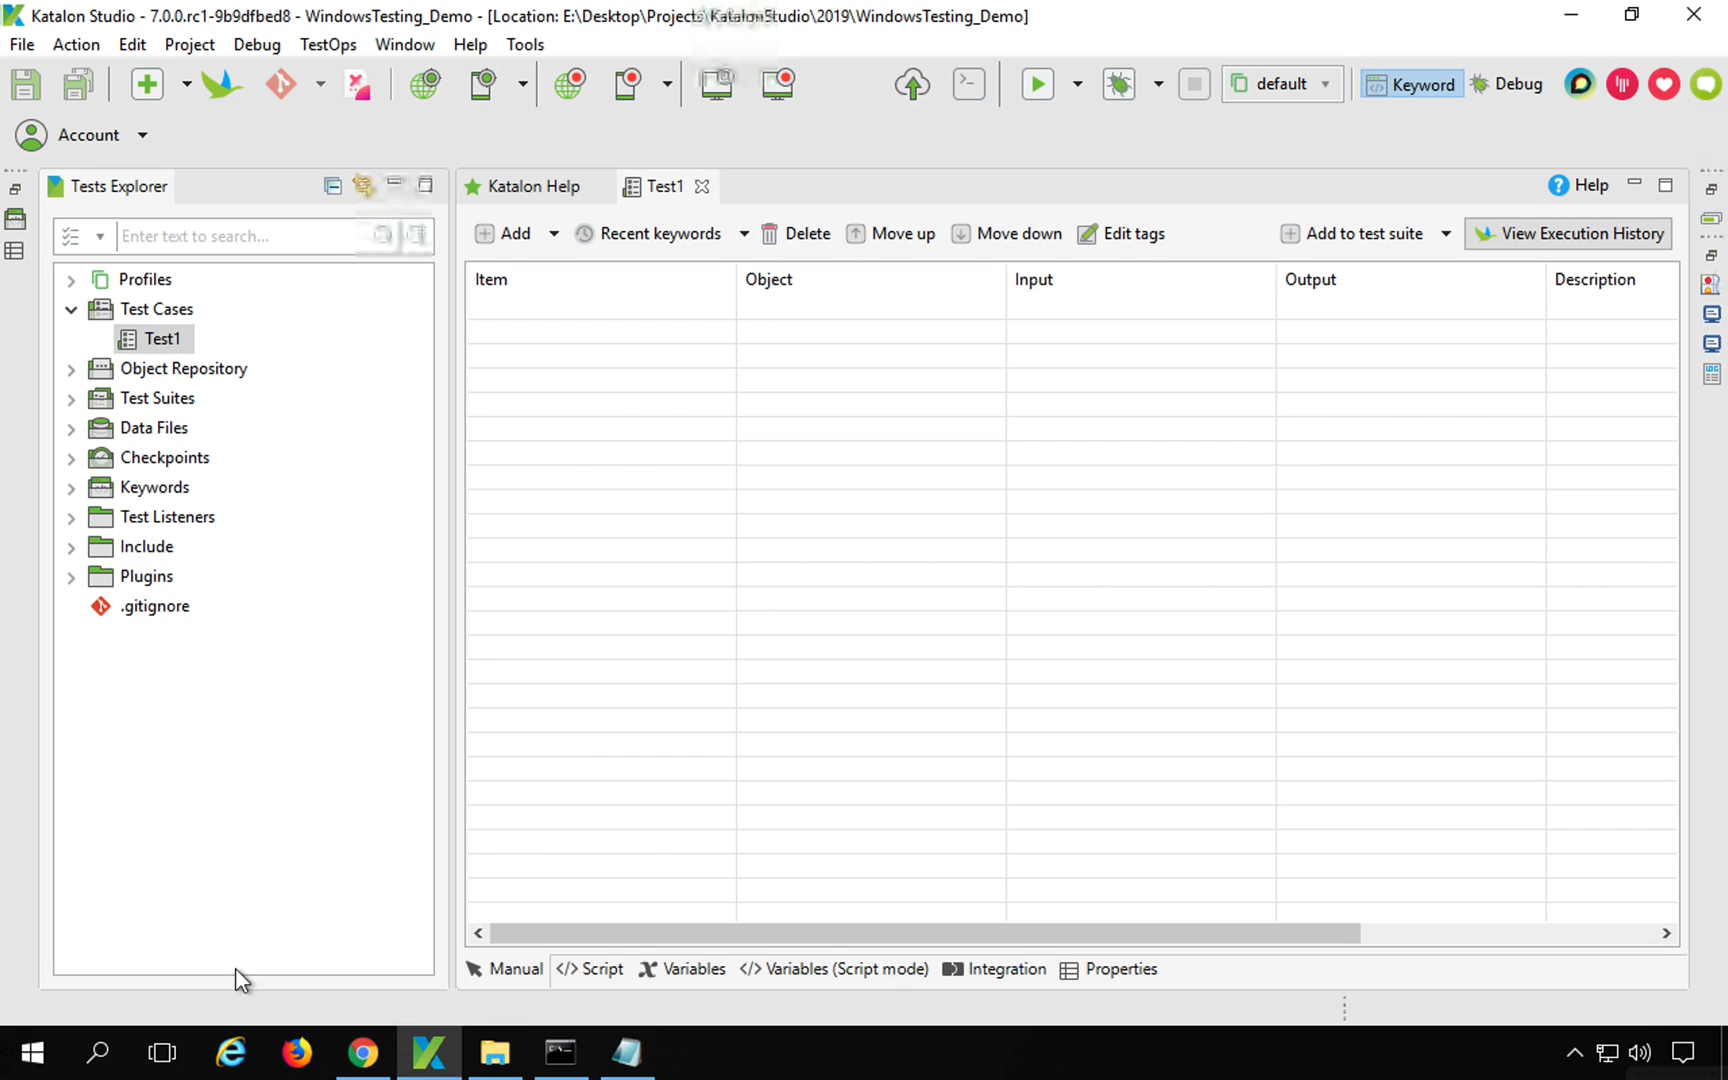 Katalon Studio - 7.0.0.rc1-9b9dfbed8 - WindowsTesting_Demo - [Location: E:\Desktop\Projects\KatalonStudio\2019\WindowsTesting_Demo]
File Action Edit Project Debug TestOps Window Help Tools
default Keyword Debug
Account
Tests Explorer
Katalon Help Test1 Help
Enter text to search...
Add Recent keywords Delete Move up Move down Edit tags Add to test suite View Execution History
Item Object Input Output Description
Profiles
Test Cases
Test1
Object Repository
Test Suites
Data Files
Checkpoints
Keywords
Test Listeners
Include
Plugins
.gitignore
Manual </> Script Variables </> Variables (Script mode) Integration Properties